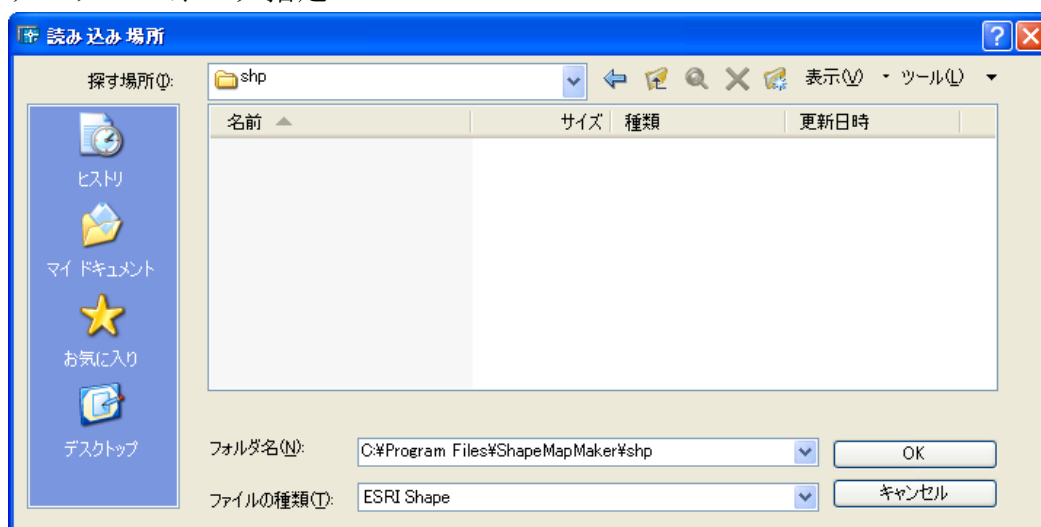 読み込み場所
探す場所(I):
shp
表示(V)
ツール(L)
名前
サイズ
種類
更新日時
ヒストリ
マイ ドキュメント
お気に入り
デスクトップ
フォルダ名(N):
C:¥Program Files¥ShapeMapMaker¥shp
OK
ファイルの種類(T):
ESRI Shape
キャンセル